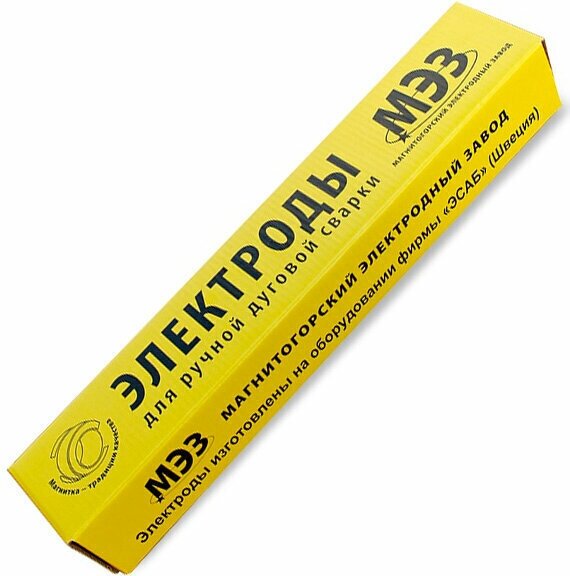 МЭЗ
МАГНИТОГОРСКИЙ ЭЛЕКТРОДНЫЙ ЗАВОД
ЭЛЕКТРОДЫ
для ручной дуговой сварки
Магнитка – традиции качества
МЭЗ
МАГНИТОГОРСКИЙ ЭЛЕКТРОДНЫЙ ЗАВОД
Электроды изготовлены на оборудовании фирмы «ЭСАБ» (Швеция)